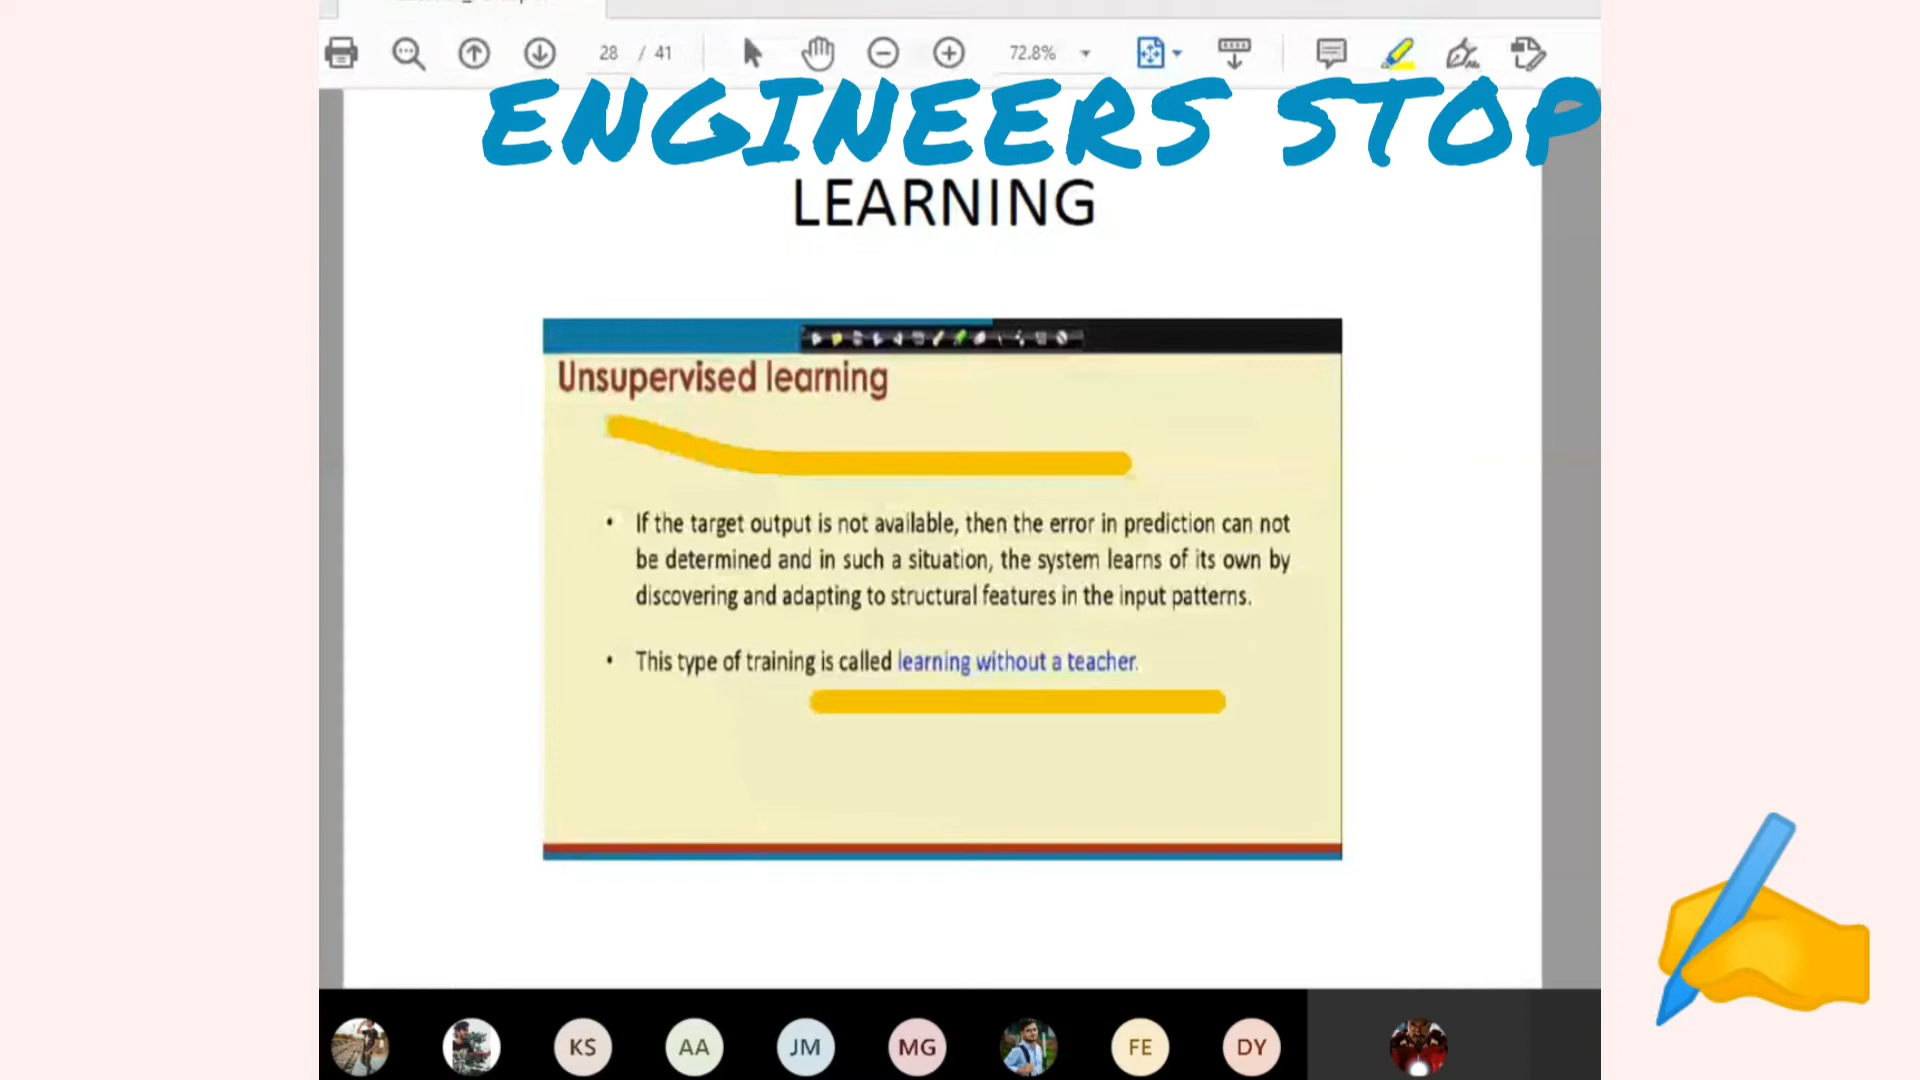 28 / 41
72.8%
ENGINEERS STOP
LEARNING
Unsupervised learning
• If the target output is not available, then the error in prediction can not
be determined and in such a situation, the system learns of its own by
discovering and adapting to structural features in the input patterns.
• This type of training is called learning without a teacher.
KS AA JM MG FE DY